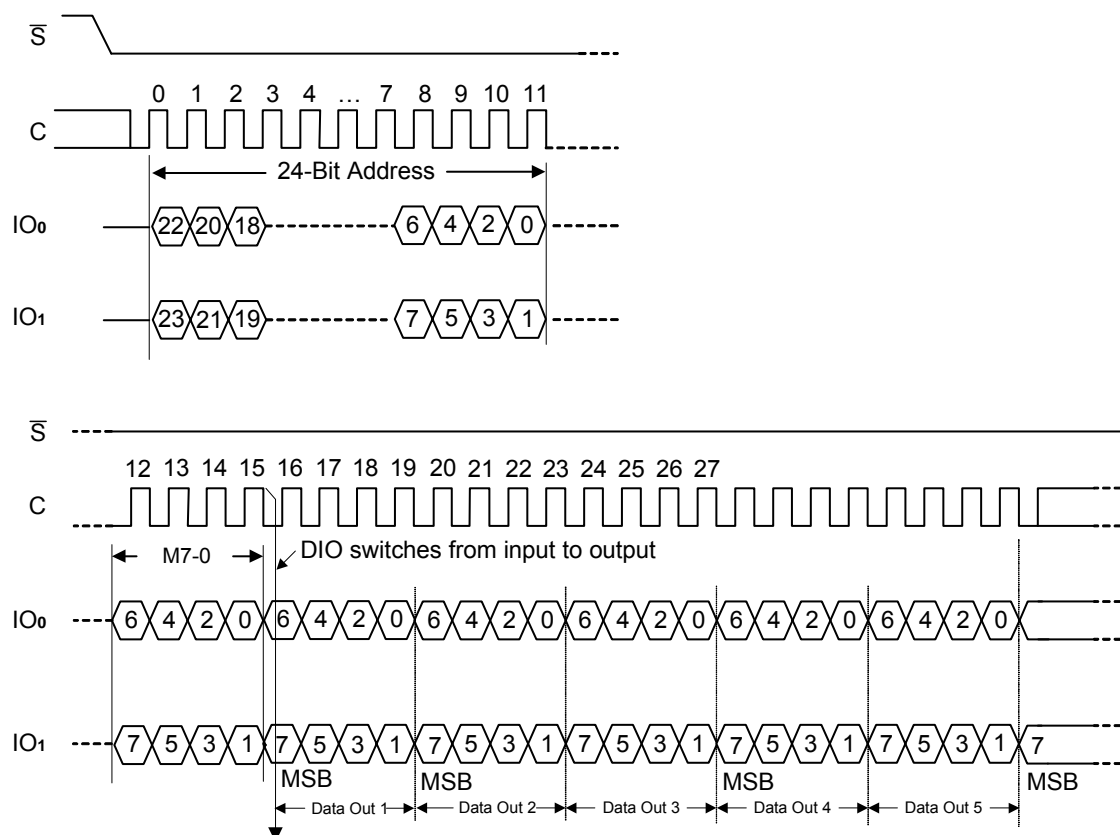 S
0 1 2 3 4 ... 7 8 9 10 11
C
24-Bit Address
IO0 22 20 18 6 4 2 0
IO1 23 21 19 7 5 3 1
S
12 13 14 15 16 17 18 19 20 21 22 23 24 25 26 27
C
M7-0 DIO switches from input to output
IO0 6 4 2 0 6 4 2 0 6 4 2 0 6 4 2 0 6 4 2 0 6 4 2 0
IO1 7 5 3 1 7 5 3 1 7 5 3 1 7 5 3 1 7 5 3 1 7 5 3 1 7
MSB MSB MSB MSB
Data Out 1 Data Out 2 Data Out 3 Data Out 4 Data Out 5